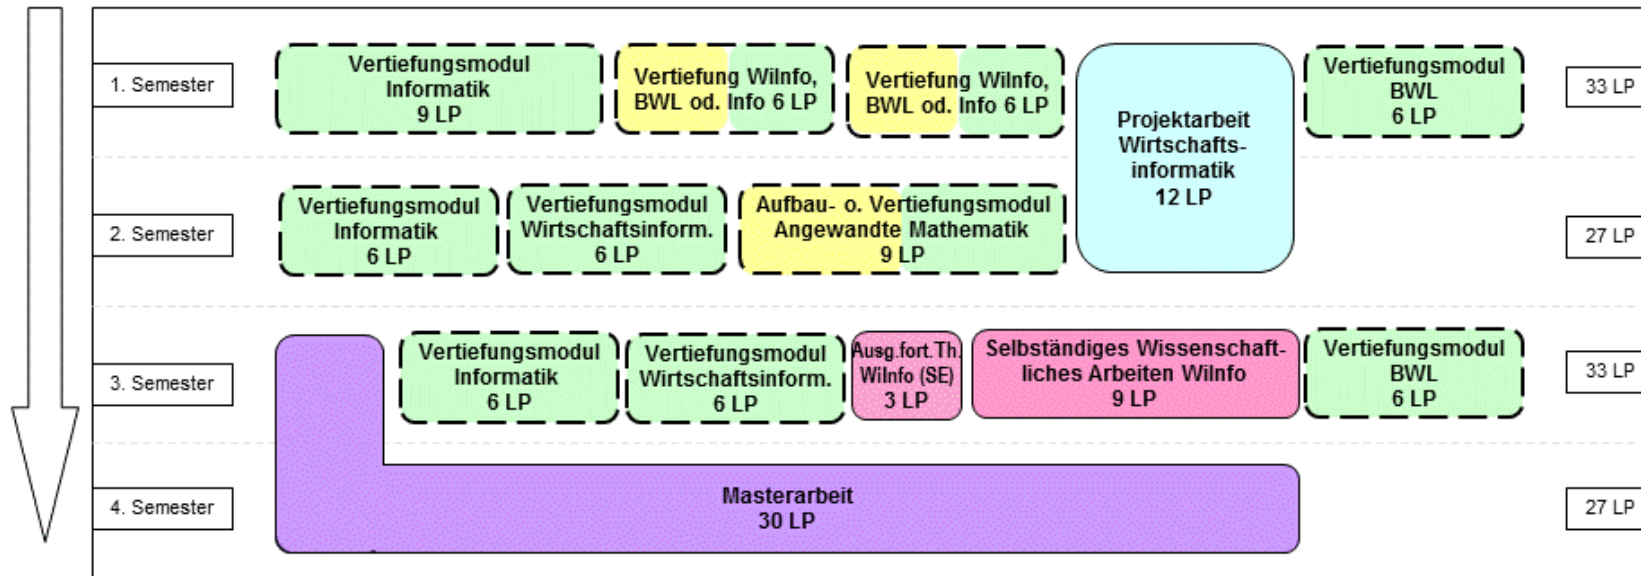 1. Semester
Vertiefungsmodul
Informatik
9 LP
Vertiefung WiInfo,
BWL od. Info 6 LP
Vertiefung WiInfo,
BWL od. Info 6 LP
Projektarbeit
Wirtschafts-
informatik
12 LP
Vertiefungsmodul
BWL
6 LP
33 LP
2. Semester
Vertiefungsmodul
Informatik
6 LP
Vertiefungsmodul
Wirtschaftsinform.
6 LP
Aufbau- o. Vertiefungsmodul
Angewandte Mathematik
9 LP
27 LP
3. Semester
Vertiefungsmodul
Informatik
6 LP
Vertiefungsmodul
Wirtschaftsinform.
6 LP
Ausg.fort.Th.
WiInfo (SE)
3 LP
Selbständiges Wissenschaft-
liches Arbeiten WiInfo
9 LP
Vertiefungsmodul
BWL
6 LP
33 LP
4. Semester
Masterarbeit
30 LP
27 LP